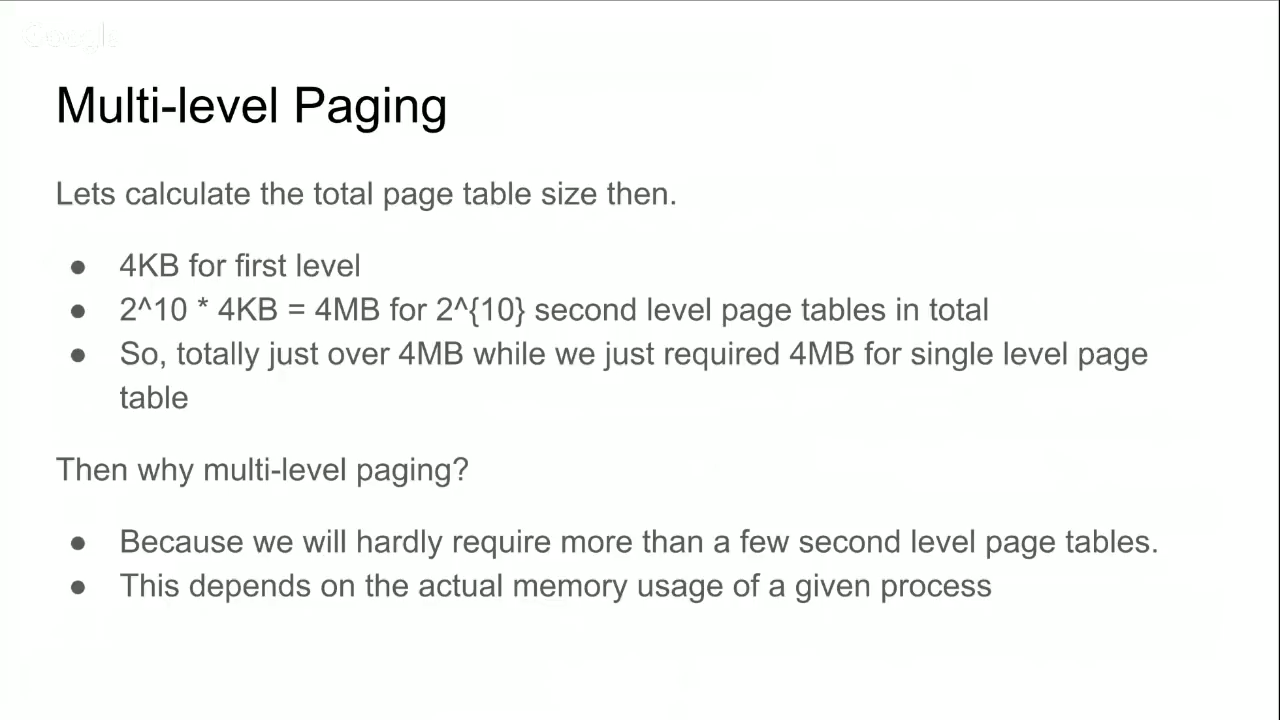 Google
Multi-level Paging
Lets calculate the total page table size then.
● 4KB for first level
● 2^10 * 4KB = 4MB for 2^{10} second level page tables in total
● So, totally just over 4MB while we just required 4MB for single level page
table
Then why multi-level paging?
● Because we will hardly require more than a few second level page tables.
● This depends on the actual memory usage of a given process